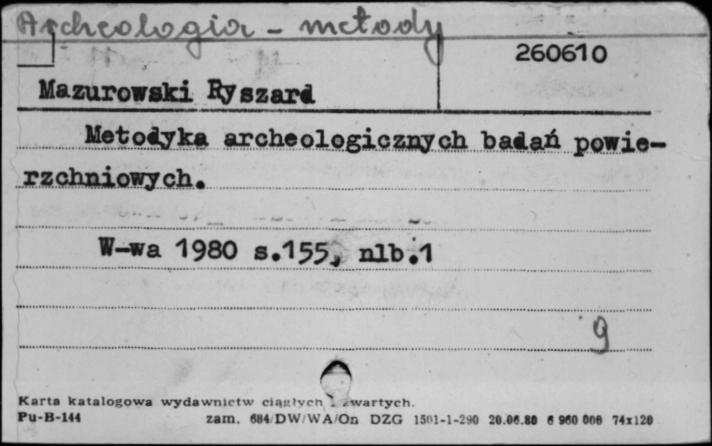 Archeologia - metody
260610
Mazurowski Ryszard
Metodyka archeologicznych badań powie-
rzchniowych.
W-wa 1980 s.155, nlb.1
9
Karta katalogowa wydawnictw ciągłych i zwartych.
Pu-B-144 zam. 684/DW/WA/On DZG 1501-1-290 20.06.80 6 960 000 74x120